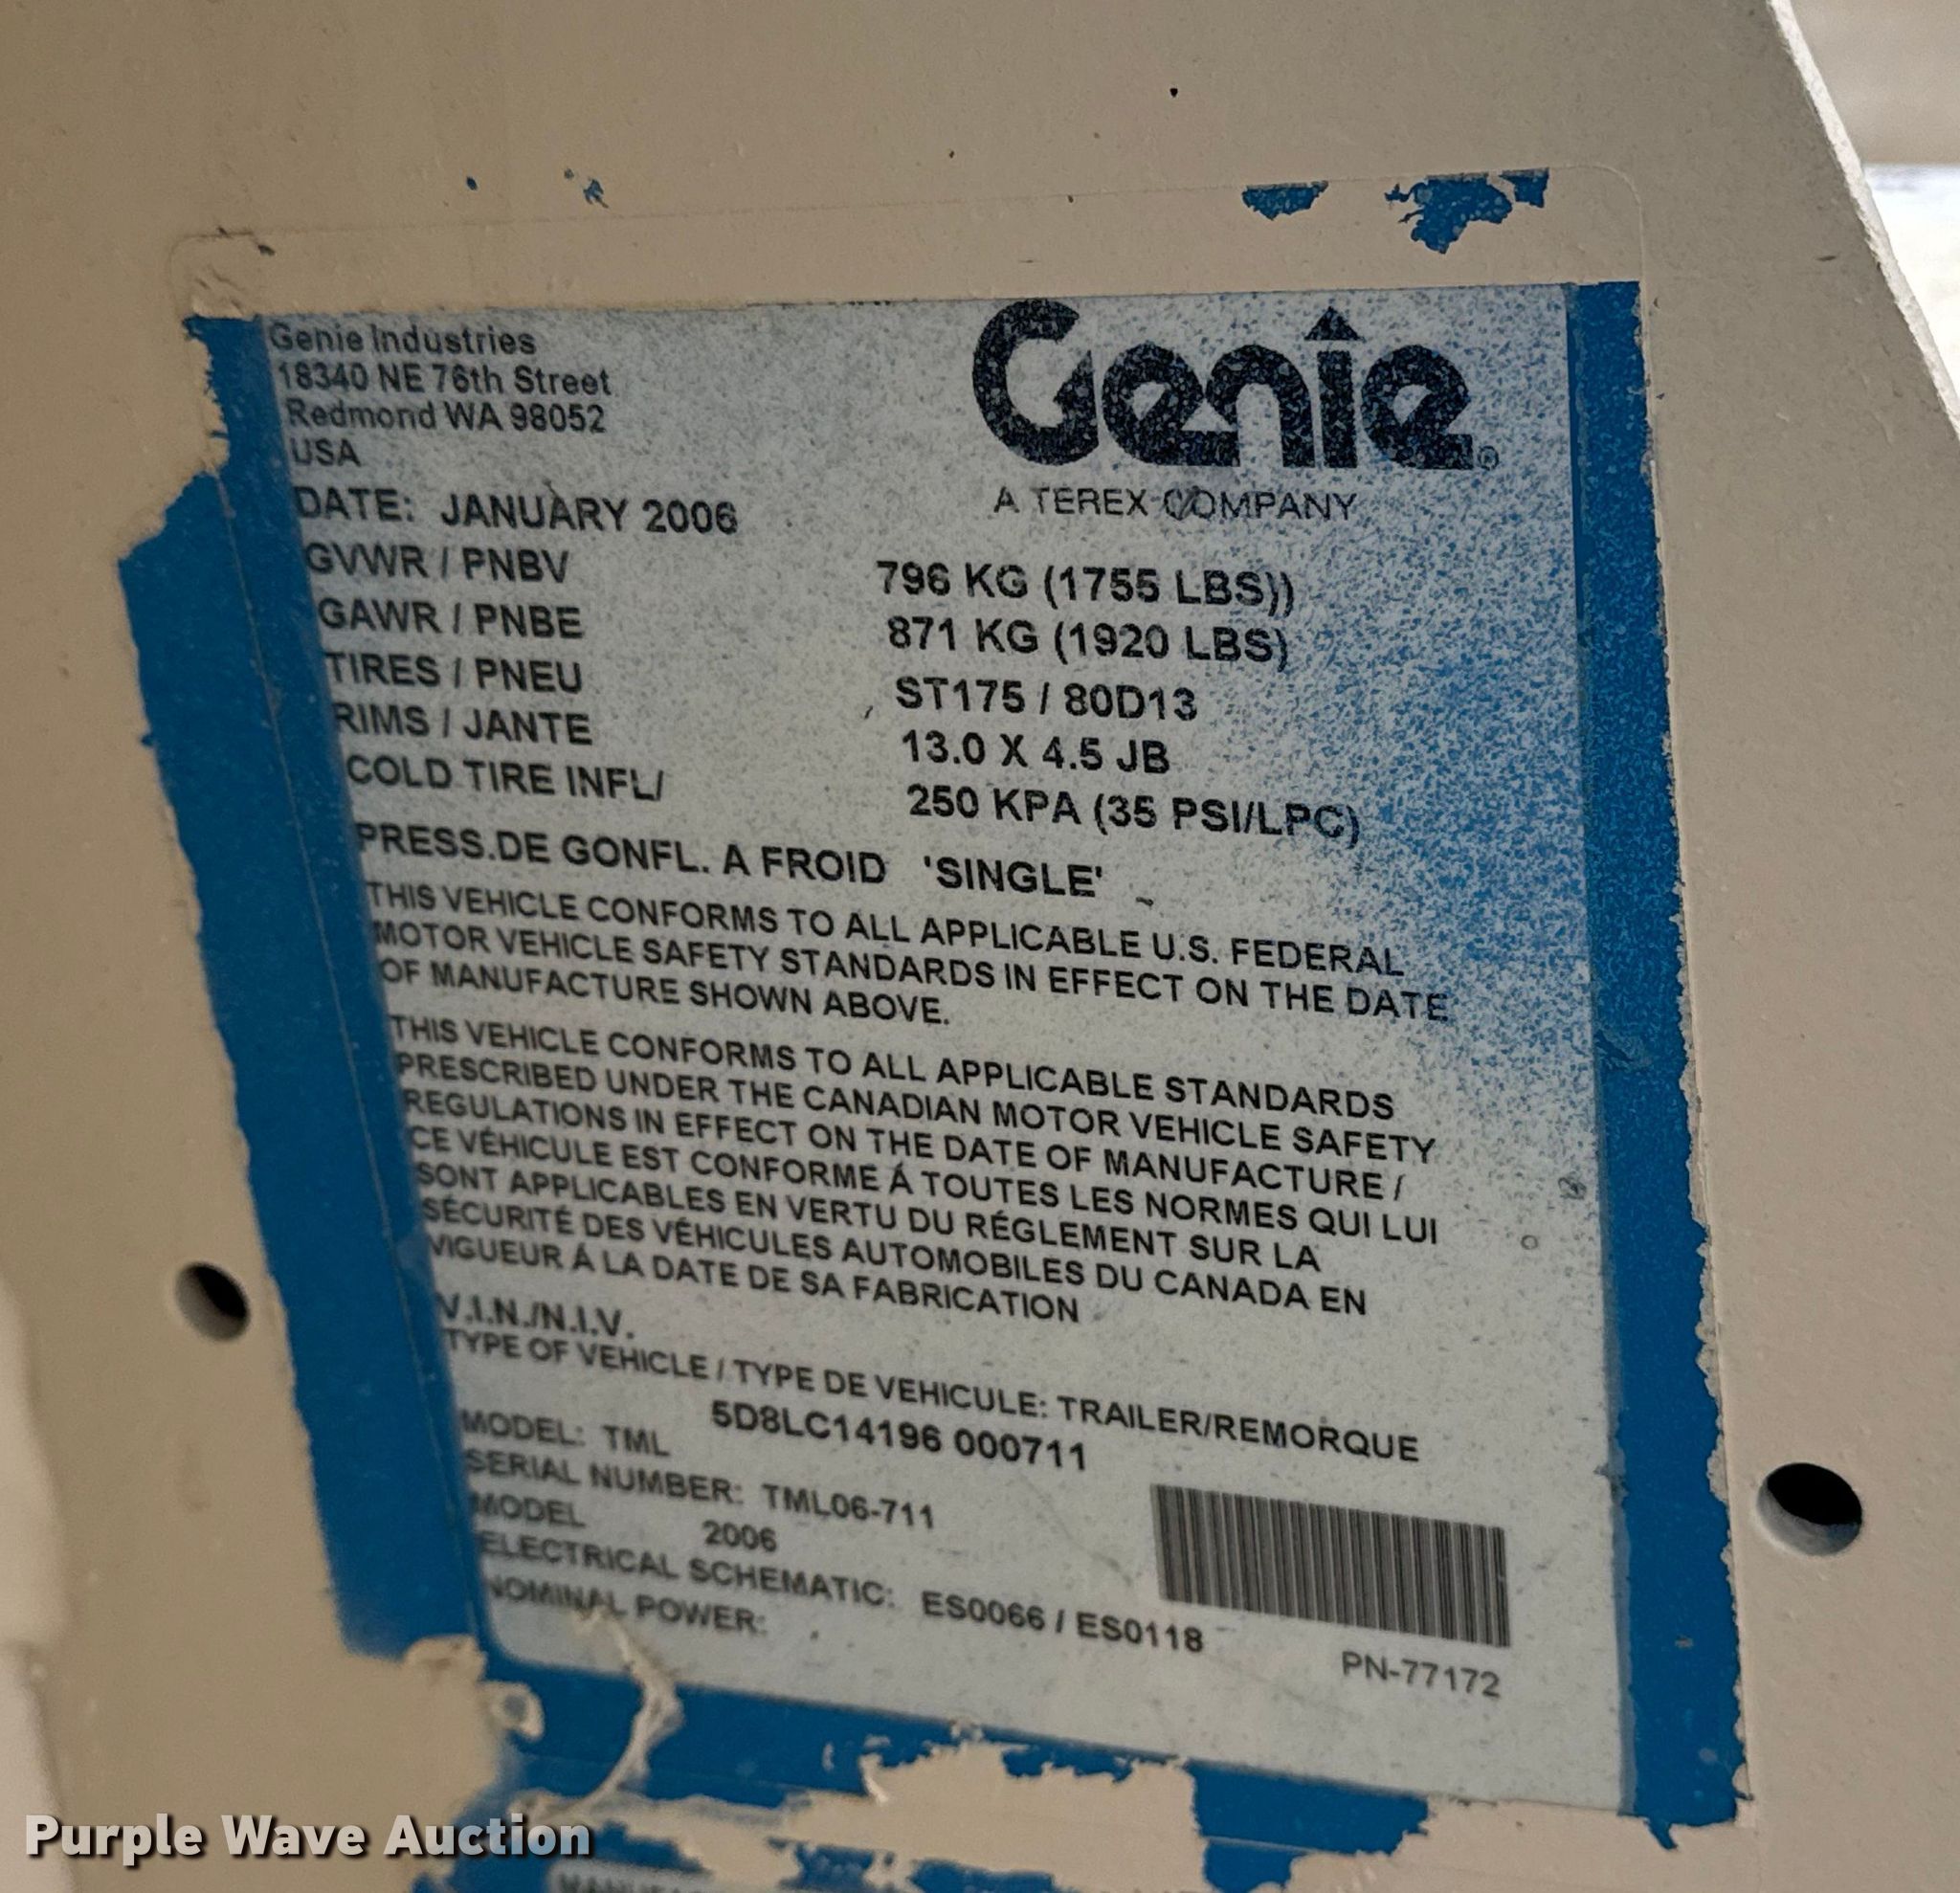 Genie Industries
18340 NE 76th Street
Redmond WA 98052
USA
Genie®
A TEREX COMPANY
DATE: JANUARY 2006
GVWR / PNBV 796 KG (1755 LBS))
GAWR / PNBE 871 KG (1920 LBS)
TIRES / PNEU ST175 / 80D13
RIMS / JANTE 13.0 X 4.5 JB
COLD TIRE INFL/ 250 KPA (35 PSI/LPC)
PRESS.DE GONFL. A FROID 'SINGLE'
THIS VEHICLE CONFORMS TO ALL APPLICABLE U.S. FEDERAL
MOTOR VEHICLE SAFETY STANDARDS IN EFFECT ON THE DATE
OF MANUFACTURE SHOWN ABOVE.
THIS VEHICLE CONFORMS TO ALL APPLICABLE STANDARDS
PRESCRIBED UNDER THE CANADIAN MOTOR VEHICLE SAFETY
REGULATIONS IN EFFECT ON THE DATE OF MANUFACTURE /
CE VÉHICULE EST CONFORME Á TOUTES LES NORMES QUI LUI
SONT APPLICABLES EN VERTU DU RÉGLEMENT SUR LA
SÉCURITÉ DES VÉHICULES AUTOMOBILES DU CANADA EN
VIGUEUR Á LA DATE DE SA FABRICATION
V.I.N./N.I.V.
TYPE OF VEHICLE / TYPE DE VEHICULE: TRAILER/REMORQUE
5D8LC14196 000711
MODEL: TML
SERIAL NUMBER: TML06-711
MODEL 2006
ELECTRICAL SCHEMATIC: ES0066 / ES0118
NOMINAL POWER:
PN-77172
Purple Wave Auction